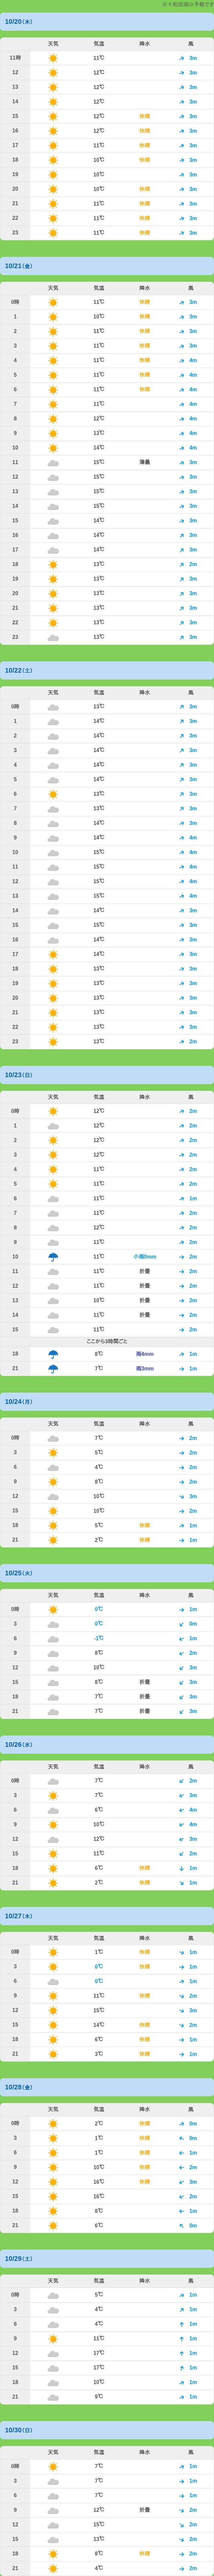 10/20（木）
天気 気温 降水 風
11時 11℃ 3m
12 12℃ 3m
13 12℃ 3m
14 12℃ 3m
15 12℃ 快晴 3m
16 12℃ 快晴 3m
17 11℃ 快晴 3m
18 10℃ 快晴 3m
19 10℃ 3m
20 10℃ 快晴 3m
21 11℃ 快晴 3m
22 11℃ 快晴 3m
23 11℃ 快晴 3m
10/21（金）
天気 気温 降水 風
0時 11℃ 快晴 3m
1 10℃ 快晴 3m
2 11℃ 快晴 3m
3 11℃ 快晴 3m
4 11℃ 快晴 4m
5 11℃ 快晴 4m
6 11℃ 快晴 4m
7 11℃ 4m
8 12℃ 4m
9 13℃ 4m
10 14℃ 4m
11 15℃ 薄曇 3m
12 15℃ 3m
13 15℃ 3m
14 15℃ 3m
15 14℃ 3m
16 14℃ 3m
17 14℃ 3m
18 13℃ 2m
19 13℃ 3m
20 13℃ 3m
21 13℃ 3m
22 13℃ 3m
23 13℃ 3m
10/22（土）
天気 気温 降水 風
0時 13℃ 3m
1 14℃ 3m
2 14℃ 3m
3 14℃ 3m
4 14℃ 3m
5 14℃ 3m
6 13℃ 3m
7 13℃ 3m
8 14℃ 3m
9 14℃ 4m
10 15℃ 4m
11 15℃ 4m
12 15℃ 4m
13 15℃ 4m
14 14℃ 3m
15 15℃ 3m
16 14℃ 3m
17 14℃ 3m
18 13℃ 3m
19 13℃ 3m
20 13℃ 3m
21 13℃ 3m
22 13℃ 3m
23 13℃ 2m
10/23（日）
天気 気温 降水 風
0時 12℃ 2m
1 12℃ 2m
2 12℃ 2m
3 12℃ 2m
4 11℃ 2m
5 11℃ 2m
6 11℃ 1m
7 11℃ 2m
8 12℃ 2m
9 11℃ 2m
10 11℃ 小雨0mm 2m
11 11℃ 折畳 2m
12 11℃ 折畳 2m
13 10℃ 折畳 2m
14 11℃ 折畳 2m
15 11℃ 2m
ここから3時間ごと
18 8℃ 雨4mm 1m
21 7℃ 雨3mm 1m
10/24（月）
天気 気温 降水 風
0時 7℃ 2m
3 5℃ 2m
6 4℃ 2m
9 8℃ 2m
12 10℃ 3m
15 10℃ 2m
18 5℃ 快晴 1m
21 2℃ 快晴 1m
10/25（火）
天気 気温 降水 風
0時 0℃ 1m
3 0℃ 0m
6 -1℃ 1m
9 8℃ 2m
12 10℃ 3m
15 8℃ 折畳 3m
18 7℃ 折畳 3m
21 7℃ 折畳 3m
10/26（水）
天気 気温 降水 風
0時 7℃ 2m
3 7℃ 3m
6 6℃ 4m
9 10℃ 4m
12 12℃ 3m
15 11℃ 2m
18 6℃ 快晴 1m
21 2℃ 快晴 1m
10/27（木）
天気 気温 降水 風
0時 1℃ 快晴 1m
3 0℃ 快晴 1m
6 0℃ 1m
9 11℃ 快晴 2m
12 15℃ 3m
15 14℃ 快晴 2m
18 6℃ 快晴 1m
21 3℃ 快晴 1m
10/28（金）
天気 気温 降水 風
0時 2℃ 快晴 0m
3 1℃ 快晴 0m
6 1℃ 快晴 1m
9 10℃ 快晴 2m
12 16℃ 快晴 3m
15 16℃ 2m
18 8℃ 1m
21 6℃ 0m
10/29（土）
天気 気温 降水 風
0時 5℃ 1m
3 4℃ 1m
6 4℃ 1m
9 11℃ 1m
12 17℃ 1m
15 17℃ 1m
18 10℃ 1m
21 9℃ 1m
10/30（日）
天気 気温 降水 風
0時 7℃ 1m
3 7℃ 1m
6 7℃ 1m
9 12℃ 折畳 2m
12 15℃ 2m
15 13℃ 2m
18 8℃ 快晴 2m
21 4℃ 2m